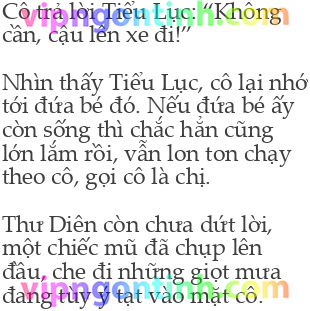 Cô trả lời Tiểu Lục: “Không
cần, cậu lên xe đi!”
Nhìn thấy Tiểu Lục, cô lại nhớ
tới đứa bé đó. Nếu đứa bé ấy
còn sống thì chắc hẳn cũng
lớn lắm rồi, vẫn lon ton chạy
theo cô, gọi cô là chị.
Thư Diên còn chưa dứt lời,
một chiếc mũ đã chụp lên
đầu, che đi những giọt mưa
đang tùy ý tạt vào mặt cô.
vipngontinh.com
vipngontinh.com